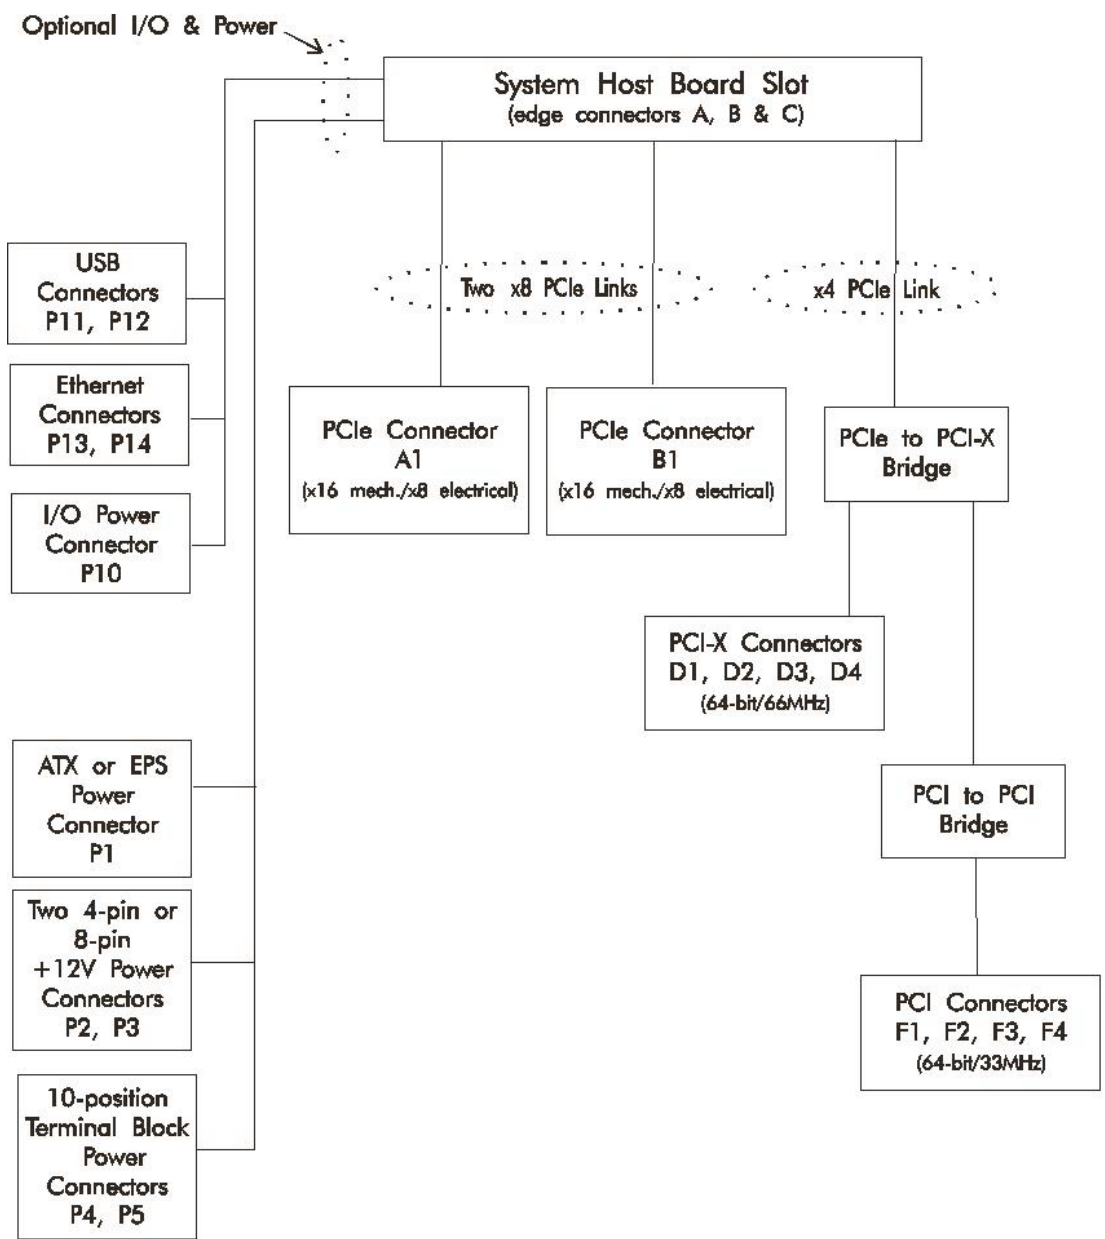 Optional I/O & Power
System Host Board Slot
(edge connectors A, B & C)
USB
Connectors
P11, P12
Two x8 PCIe Links
x4 PCIe Link
Ethernet
Connectors
P13, P14
PCIe Connector
A1
(x16 mech./x8 electrical)
PCIe Connector
B1
(x16 mech./x8 electrical)
PCIe to PCI-X
Bridge
I/O Power
Connector
P10
PCI-X Connectors
D1, D2, D3, D4
(64-bit/66MHz)
ATX or EPS
Power
Connector
P1
PCI to PCI
Bridge
Two 4-pin or
8-pin
+12V Power
Connectors
P2, P3
PCI Connectors
F1, F2, F3, F4
(64-bit/33MHz)
10-position
Terminal Block
Power
Connectors
P4, P5